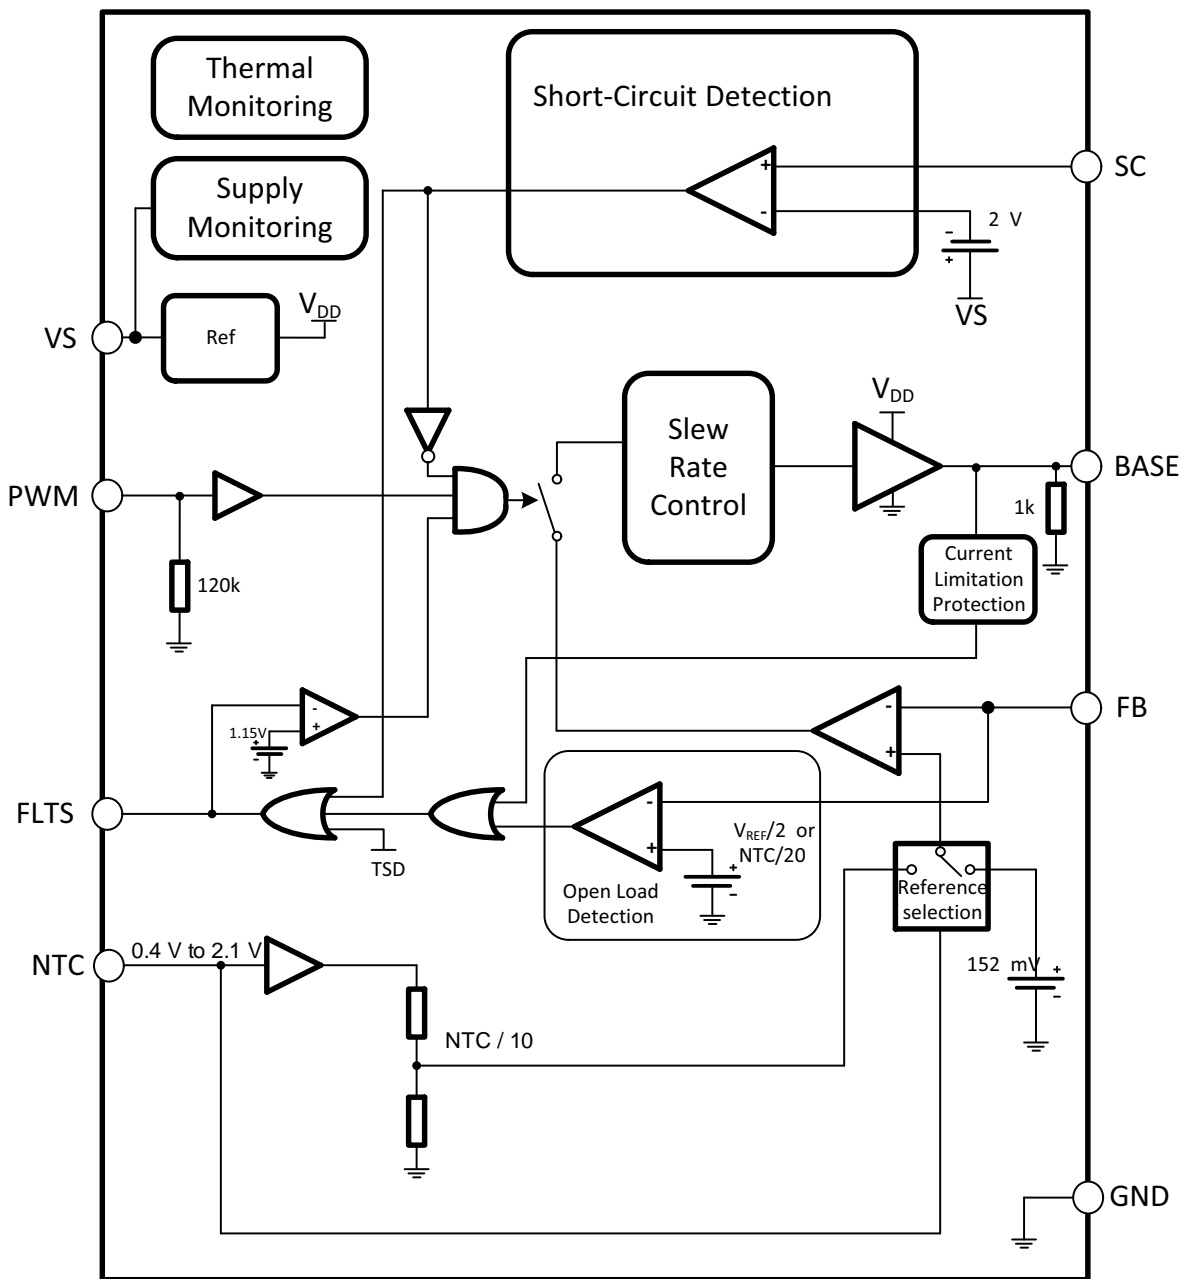 Thermal
Monitoring
Short-Circuit Detection
+
-
SC
Supply
Monitoring
2 V
-
+
VS
VDD
VS
Ref
Slew
Rate
Control
VDD
BASE
PWM
1k
120k
Current
Limitation
Protection
FB
-
+
1.15V
+
-
-
+
FLTS
TSD
-
+
VREF/2 or
NTC/20
+
-
Open Load
Detection
Reference
selection
NTC
0.4 V to 2.1 V
152 mV
+
-
NTC / 10
GND